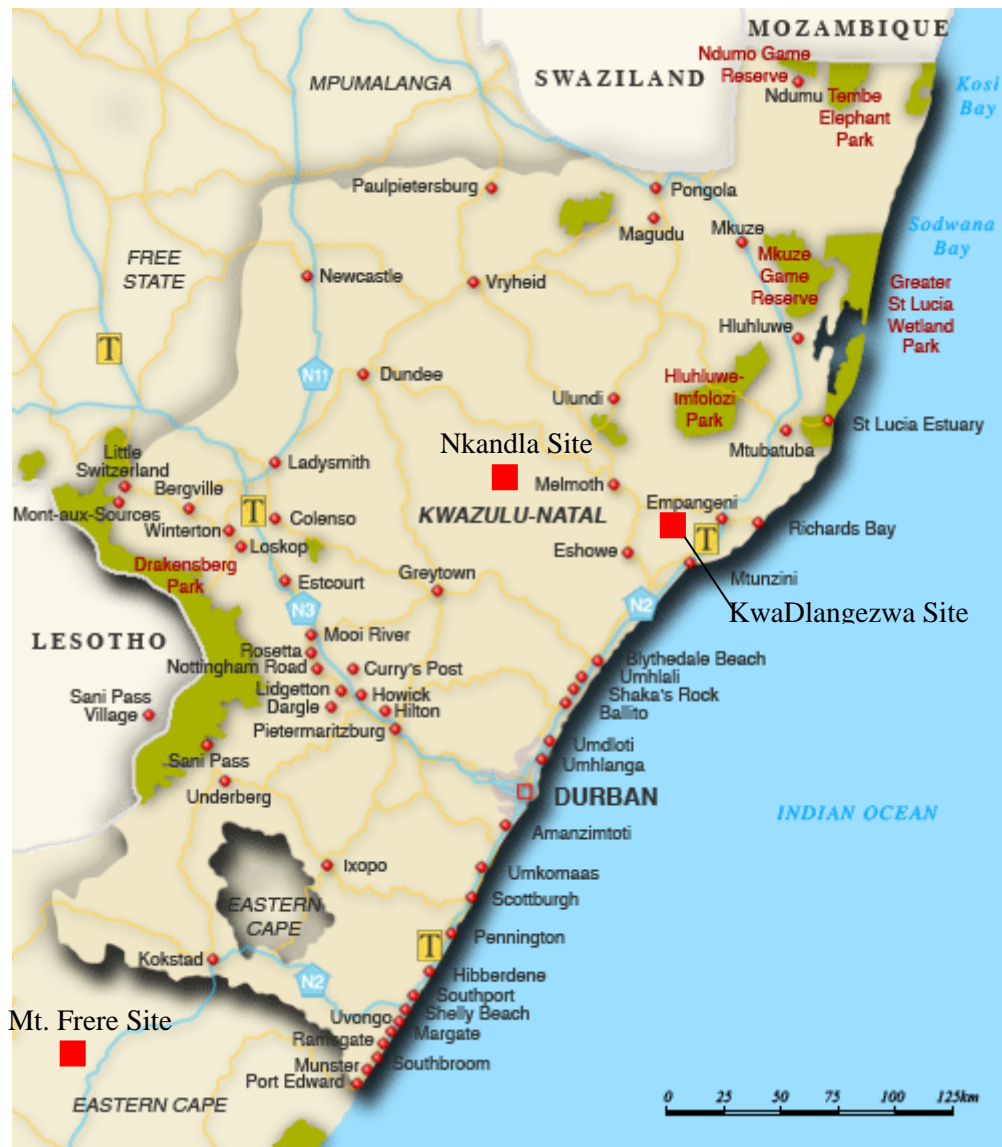 MOZAMBIQUE
Ndumo Game
Reserve
SWAZILAND
MPUMALANGA
Kosi
Bay
Ndumu
Tembe
Elephant
Park
Paulpietersburg
Pongola
Magudu
Mkuze
Sodwana
Bay
FREE
STATE
Newcastle
Vryheid
Mkuze
Game
Reserve
Greater
St Lucia
Wetland
Park
Hluhluwe
T
N11
Dundee
Ulundi
Hluhluwe-
imfolozi
Park
St Lucia Estuary
Mtubatuba
Nkandla Site
Little
Switzerland
Ladysmith
Bergville
Melmoth
Mont-aux-Sources
T
Colenso
KWAZULU-NATAL
Empangeni
T
Richards Bay
Winterton
Loskop
Eshowe
Drakensberg
Park
Estcourt
Greytown
Mtunzini
N3
N2
KwaDlangezwa Site
LESOTHO
Mooi River
Rosetta
Nottingham Road
Curry's Post
Blythedale Beach
Umhlali
Sani Pass
Village
Lidgetton
Howick
Shaka's Rock
Dargle
Hilton
Ballito
Pietermaritzburg
Umdloti
Sani Pass
Umhlanga
Underberg
DURBAN
INDIAN OCEAN
Amanzimtoti
Ixopo
Umkomaas
EASTERN
CAPE
Scottburgh
T
Pennington
Kokstad
N2
Hibberdene
Southport
Mt. Frere Site
Uvongo
Shelly Beach
Ramsgate
Margate
Munster
Southbroom
Port Edward
EASTERN CAPE
0 25 50 75 100 125km